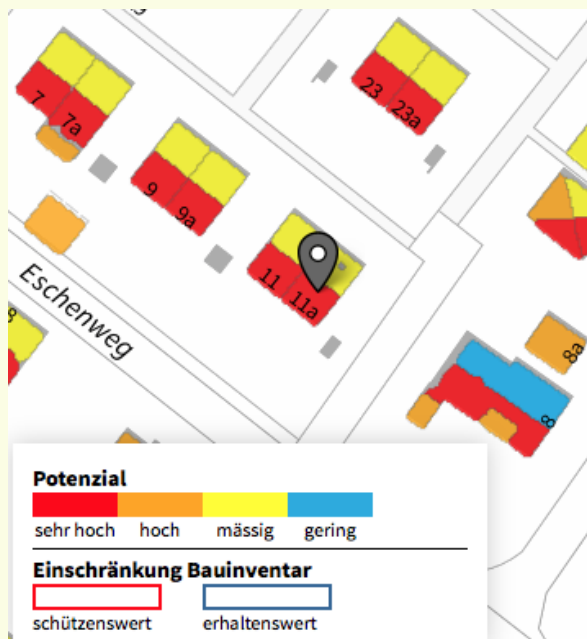 23
23a
7
7a
9
9a
11
11a
Eschenweg
8a
8
8
Potenzial
sehr hoch hoch mässig gering
Einschränkung Bauinventar
schützenswert erhaltenswert